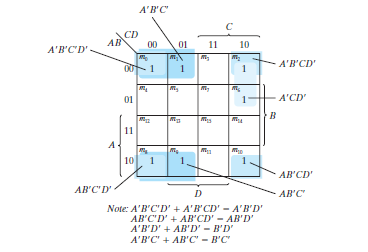 A'B'C'
C
CD
AB
00 01 11 10
A'B'C'D'
A'B'CD'
m₀ m₁ m₃ m₂
00 1 1 1
m₄ m₅ m₇ m₆
01 1
A'CD'
B
m₁₂ m₁₃ m₁₅ m₁₄
A
11
m₈ m₉ m₁₁ m₁₀
10 1 1 1
AB'CD'
AB'C'D'
AB'C'
D
Note: A'B'C'D' + A'B'CD' = A'B'D'
AB'C'D' + AB'CD' = AB'D'
A'B'D' + AB'D' = B'D'
A'B'C' + AB'C' = B'C'